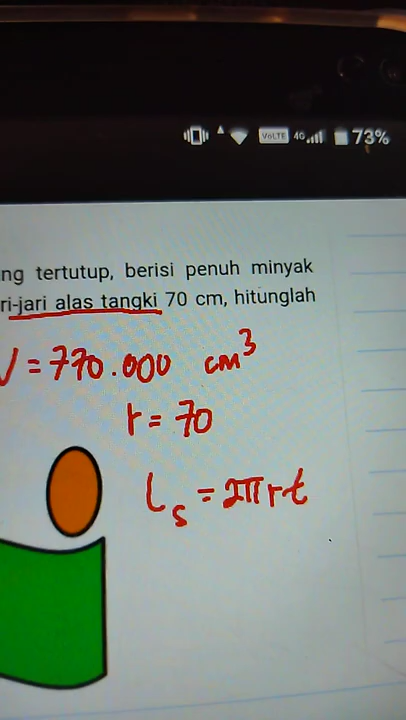 VoLTE 4G 73%
ng tertutup, berisi penuh minyak
ri-jari alas tangki 70 cm, hitunglah
V = 770.000 cm³
r = 70
Ls = 2πrt